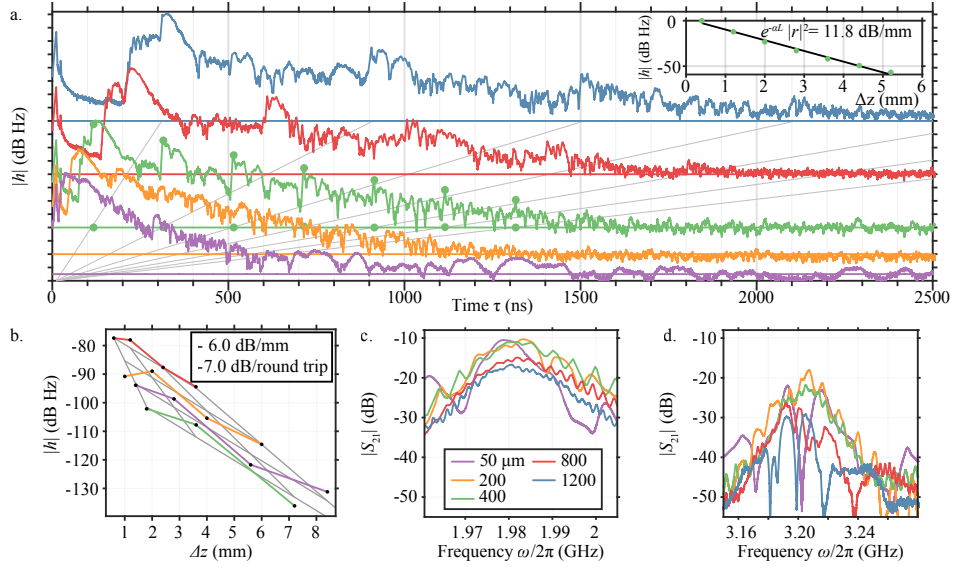 a.
|h| (dB Hz)
0
500
1000
1500
2000
2500
Time τ (ns)
|h| (dB Hz)
0
-50
e^-αL |r|^2 = 11.8 dB/mm
0
1
2
3
4
5
6
Δz (mm)
b.
|h| (dB Hz)
-80
-90
-100
-110
-120
-130
- 6.0 dB/mm
-7.0 dB/round trip
1
2
3
4
5
6
7
8
Δz (mm)
c.
|S21| (dB)
-10
-20
-30
-40
-50
50 μm
200
400
800
1200
1.97
1.98
1.99
2
Frequency ω/2π (GHz)
d.
|S21| (dB)
-10
-20
-30
-40
-50
3.16
3.20
3.24
Frequency ω/2π (GHz)